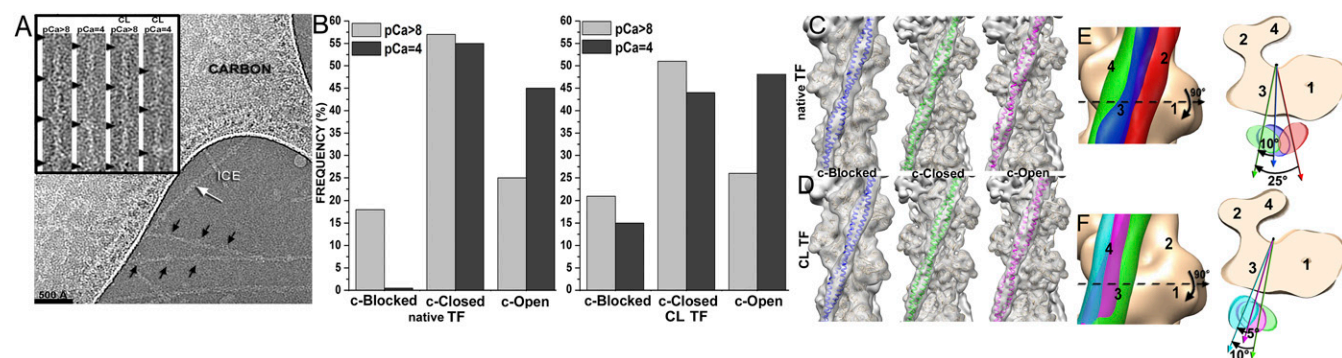 A
pCa>8 pCa=4 CL pCa>8 CL pCa=4
CARBON
ICE
500 Å
B
FREQUENCY (%)
60
55
50
45
40
35
30
25
20
15
10
5
0
pCa>8
pCa=4
c-Blocked c-Closed c-Open
native TF
60
55
50
45
40
35
30
25
20
15
10
5
0
pCa>8
pCa=4
c-Blocked c-Closed c-Open
CL TF
C
native TF
c-Blocked c-Closed c-Open
D
CL TF
E
4 2
3 1
90°
2 4
3 1
10°
25°
F
4 2
3 1
90°
2 4
3 1
5°
10°